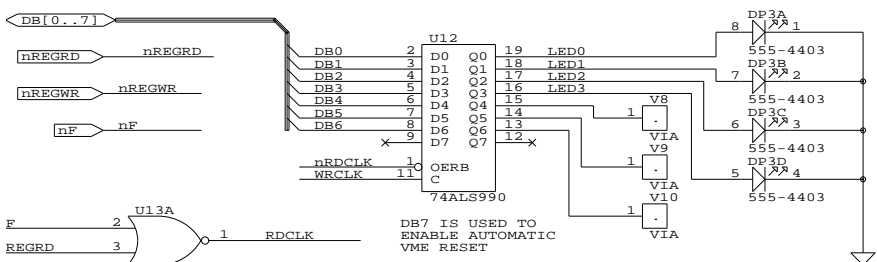 DB[0..7]
nREGRD
nREGRD
nREGWR
nREGWR
nF
nF
U12
DB0 2 D0 Q0 19 LED0
DB1 3 D1 Q1 18 LED1
DB2 4 D2 Q2 17 LED2
DB3 5 D3 Q3 16 LED3
DB4 6 D4 Q4 15
DB5 7 D5 Q5 14
DB6 8 D6 Q6 13
9 D7 Q7 12
nRDCLK 1 OERB
WRCLK 11 C
74ALS990
DP3A
8 1
555-4403
DP3B
7 2
555-4403
DP3C
6 3
555-4403
DP3D
5 4
555-4403
V8
1
VIA
V9
1
VIA
V10
1
VIA
U13A
F 2
REGRD 3
1 RDCLK
DB7 IS USED TO
ENABLE AUTOMATIC
VME RESET